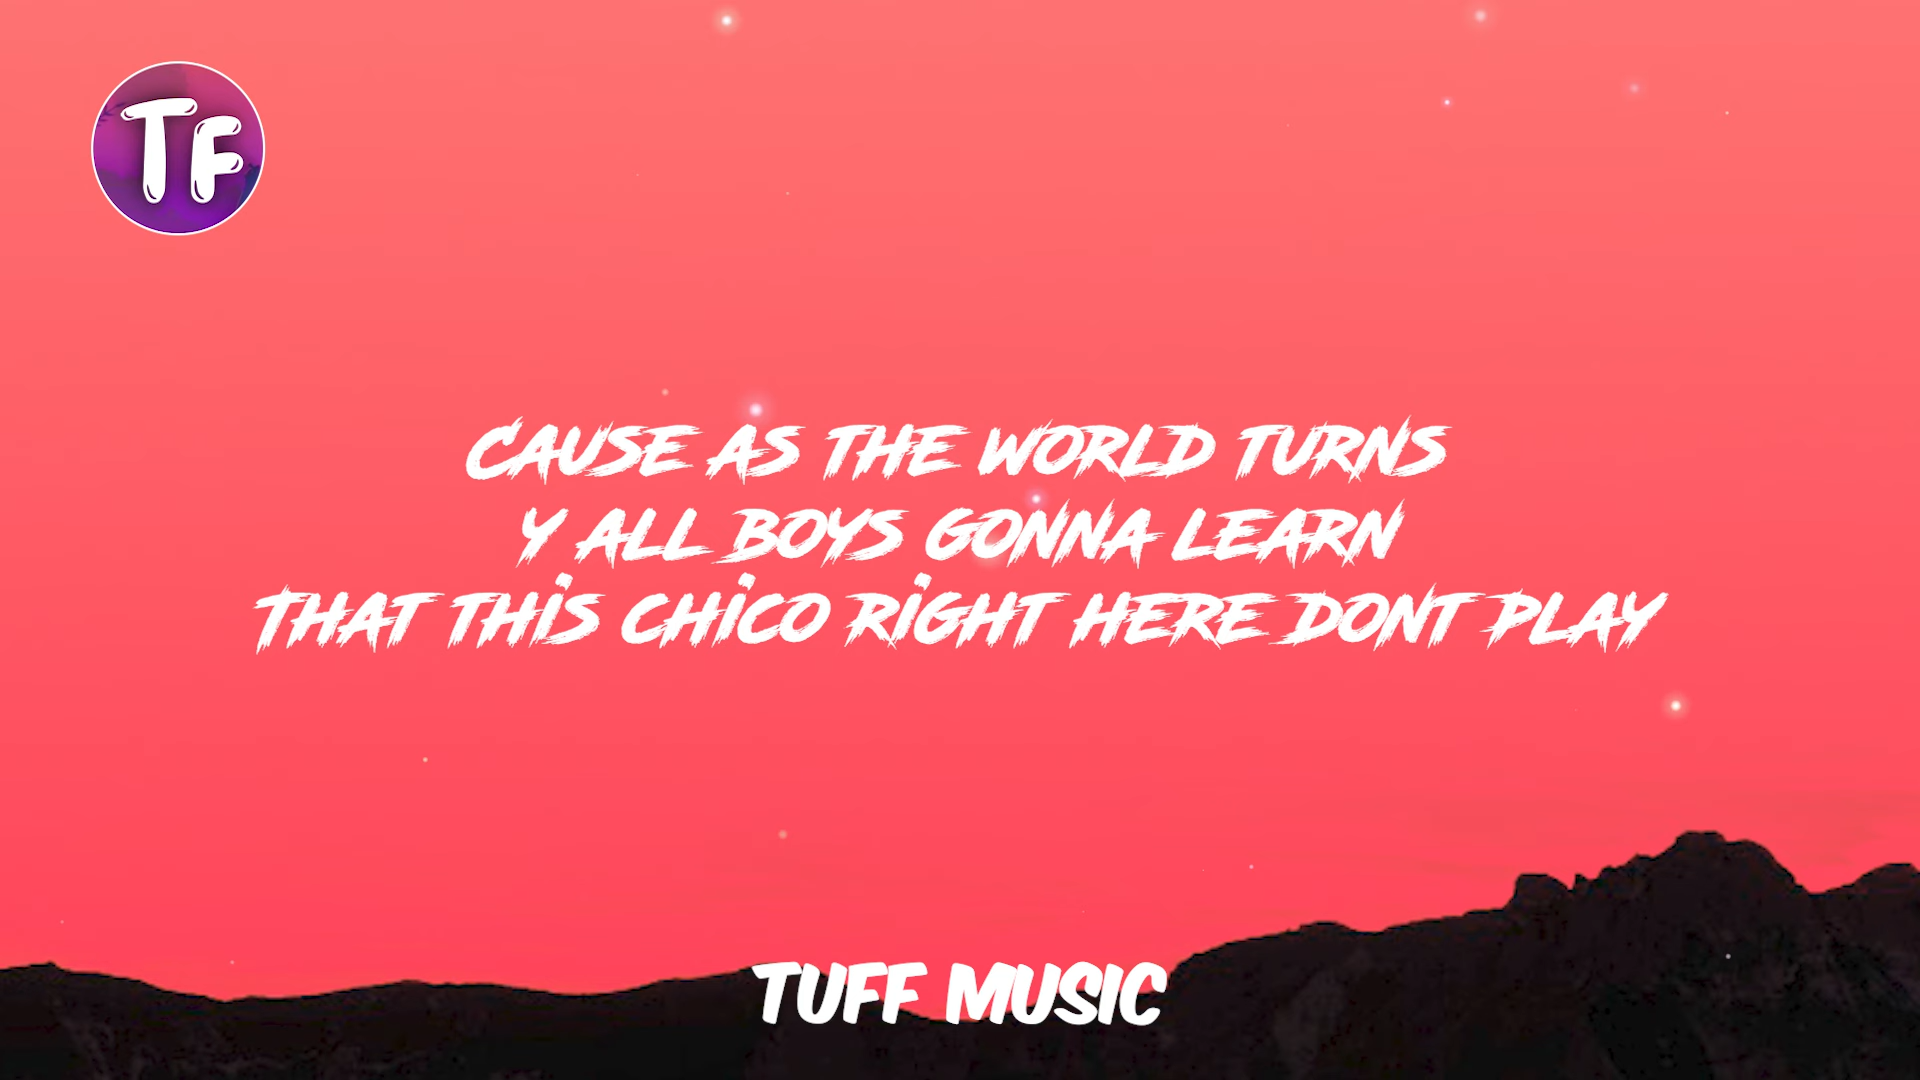 TF
CAUSE AS THE WORLD TURNS
Y ALL BOYS GONNA LEARN
THAT THIS CHICO RIGHT HERE DONT PLAY
TUFF MUSIC